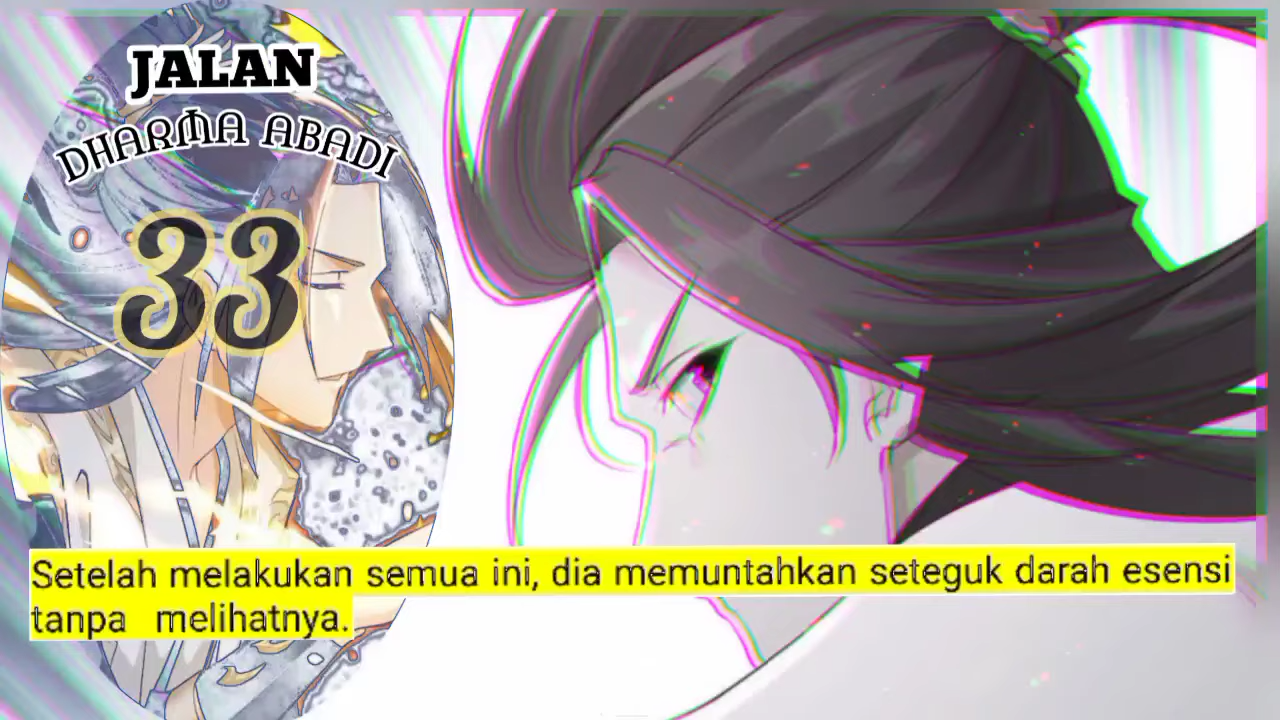 JALAN
DHARMA ABADI
33
Setelah melakukan semua ini, dia memuntahkan seteguk darah esensi
tanpa melihatnya.